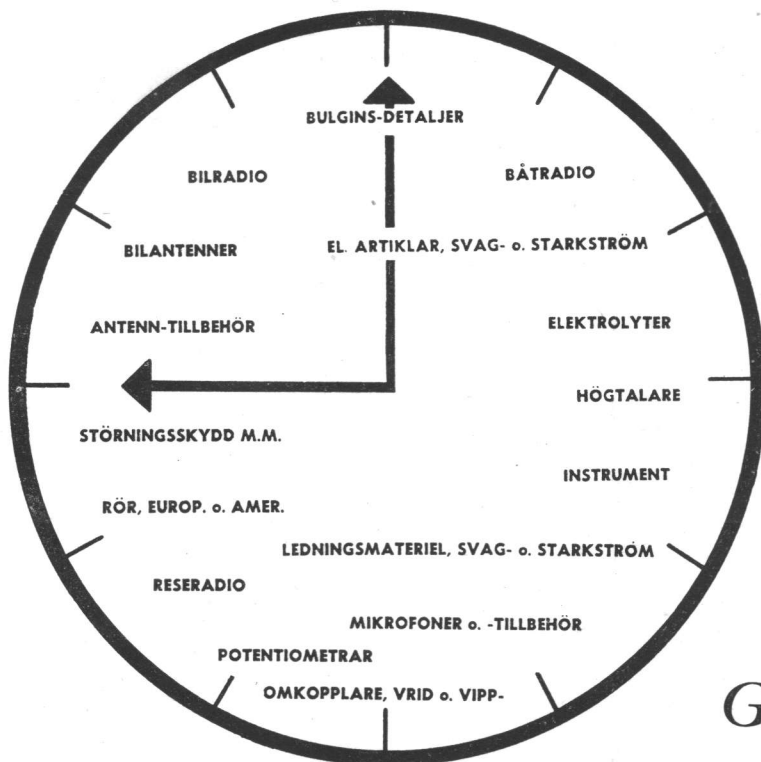 BULGINS-DETALJER
BILRADIO
BÅTRADIO
BILANTENNER
EL. ARTIKLAR, SVAG- o. STARKSTRÖM
ANTENN-TILLBEHÖR
ELEKTROLYTER
HÖGTALARE
STÖRNINGSSKYDD M.M.
INSTRUMENT
RÖR, EUROP. o. AMER.
LEDNINGSMATERIEL, SVAG- o. STARKSTRÖM
RESERADIO
MIKROFONER o. -TILLBEHÖR
POTENTIOMETRAR
OMKOPPLARE, VRID o. VIPP-
G